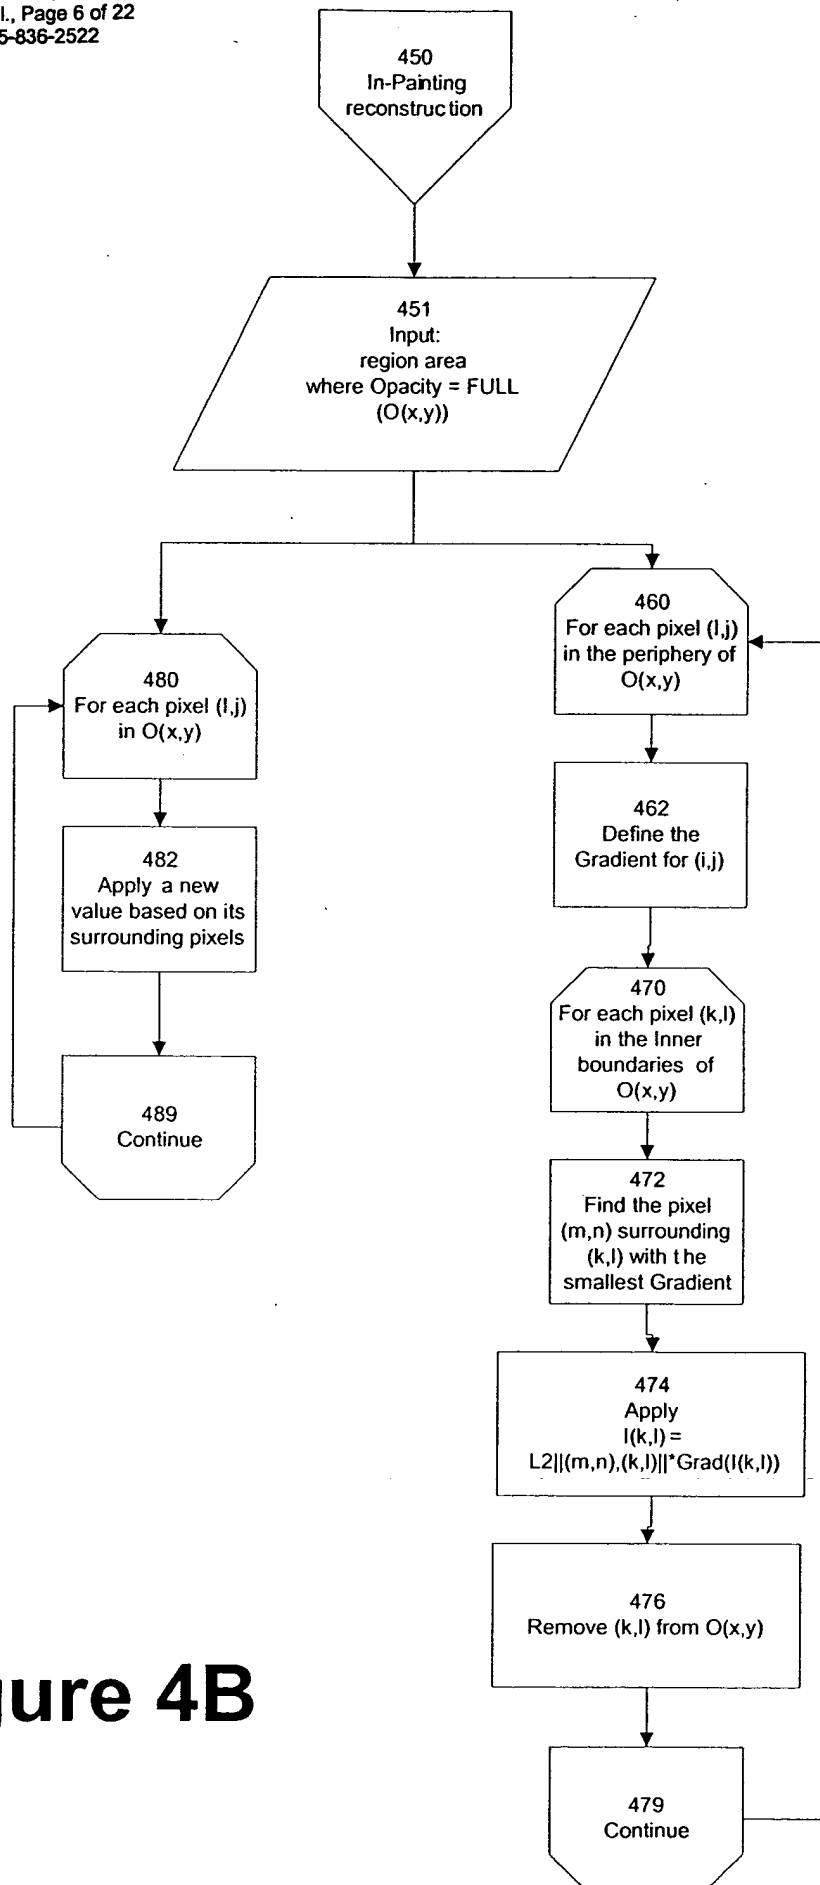 l., Page 6 of 22
5-836-2522
450
In-Painting
reconstruction
451
Input:
region area
where Opacity = FULL
(O(x,y))
480
For each pixel (I,j)
in O(x,y)
482
Apply a new
value based on its
surrounding pixels
489
Continue
460
For each pixel (I,j)
in the periphery of
O(x,y)
462
Define the
Gradient for (i,j)
470
For each pixel (k,l)
in the Inner
boundaries of
O(x,y)
472
Find the pixel
(m,n) surrounding
(k,l) with the
smallest Gradient
474
Apply
I(k,l) =
L2||(m,n),(k,l)||*Grad(I(k,l))
476
Remove (k,l) from O(x,y)
479
Continue
gure 4B